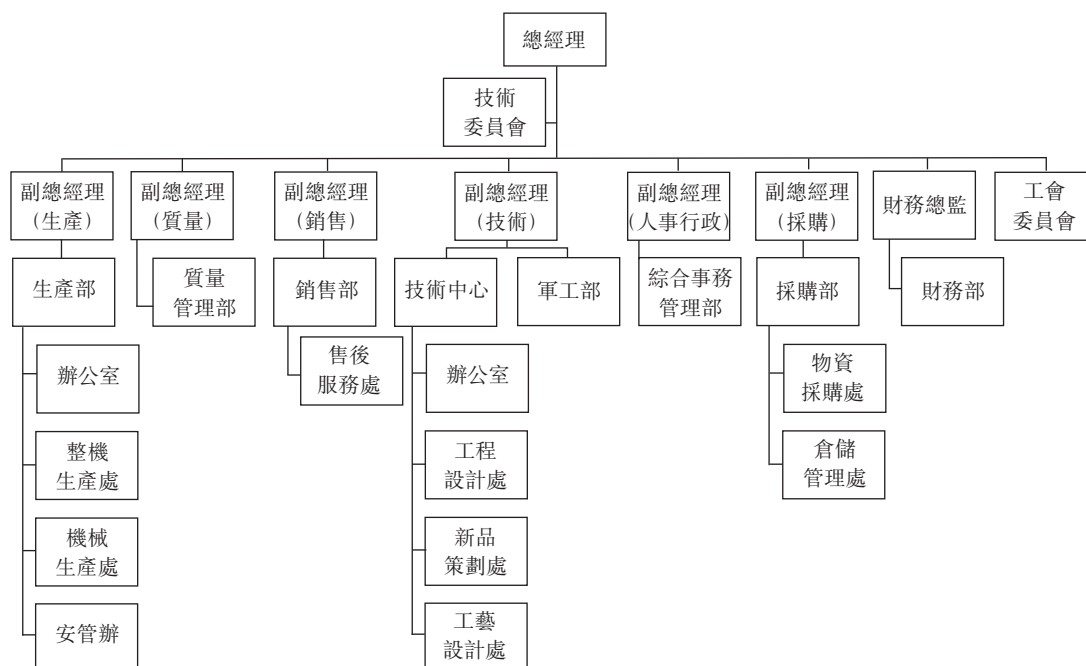 總經理
技術
委員會
副總經理
(生產)
副總經理
(質量)
副總經理
(銷售)
副總經理
(技術)
副總經理
(人事行政)
副總經理
(採購)
財務總監
工會
委員會
生產部
質量
管理部
銷售部
技術中心
軍工部
綜合事務
管理部
採購部
財務部
辦公室
售後
服務處
辦公室
物資
採購處
整機
生產處
工程
設計處
倉儲
管理處
機械
生產處
新品
策劃處
安管辦
工藝
設計處